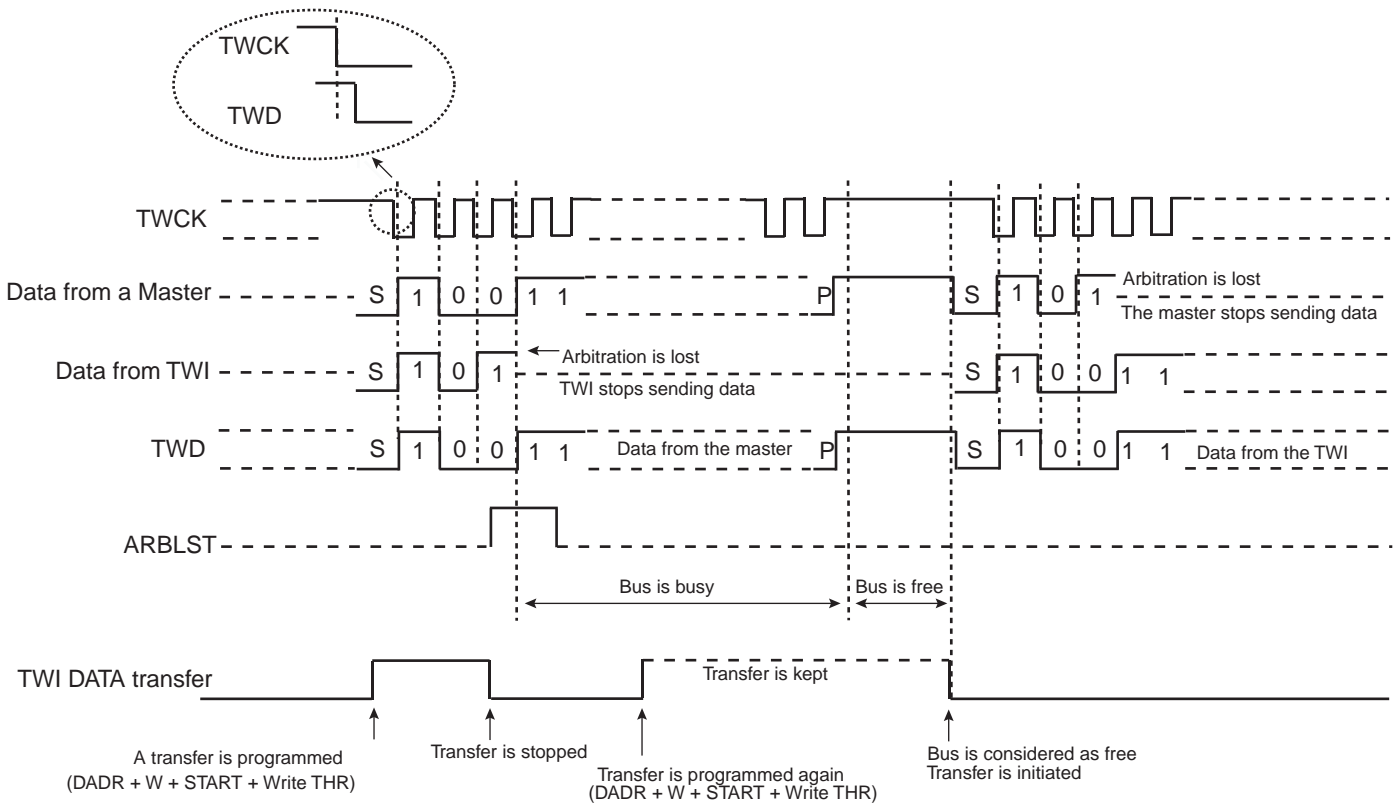 TWCK
TWD
TWCK
Data from a Master S 1 0 0 1 1 P S 1 0 1 Arbitration is lost
The master stops sending data
Data from TWI S 1 0 1 Arbitration is lost S 1 0 0 1 1
TWI stops sending data
TWD S 1 0 0 1 1 Data from the master P S 1 0 0 1 1 Data from the TWI
ARBLST
Bus is busy Bus is free
TWI DATA transfer Transfer is kept
A transfer is programmed
(DADR + W + START + Write THR)
Transfer is stopped
Transfer is programmed again
(DADR + W + START + Write THR)
Bus is considered as free
Transfer is initiated